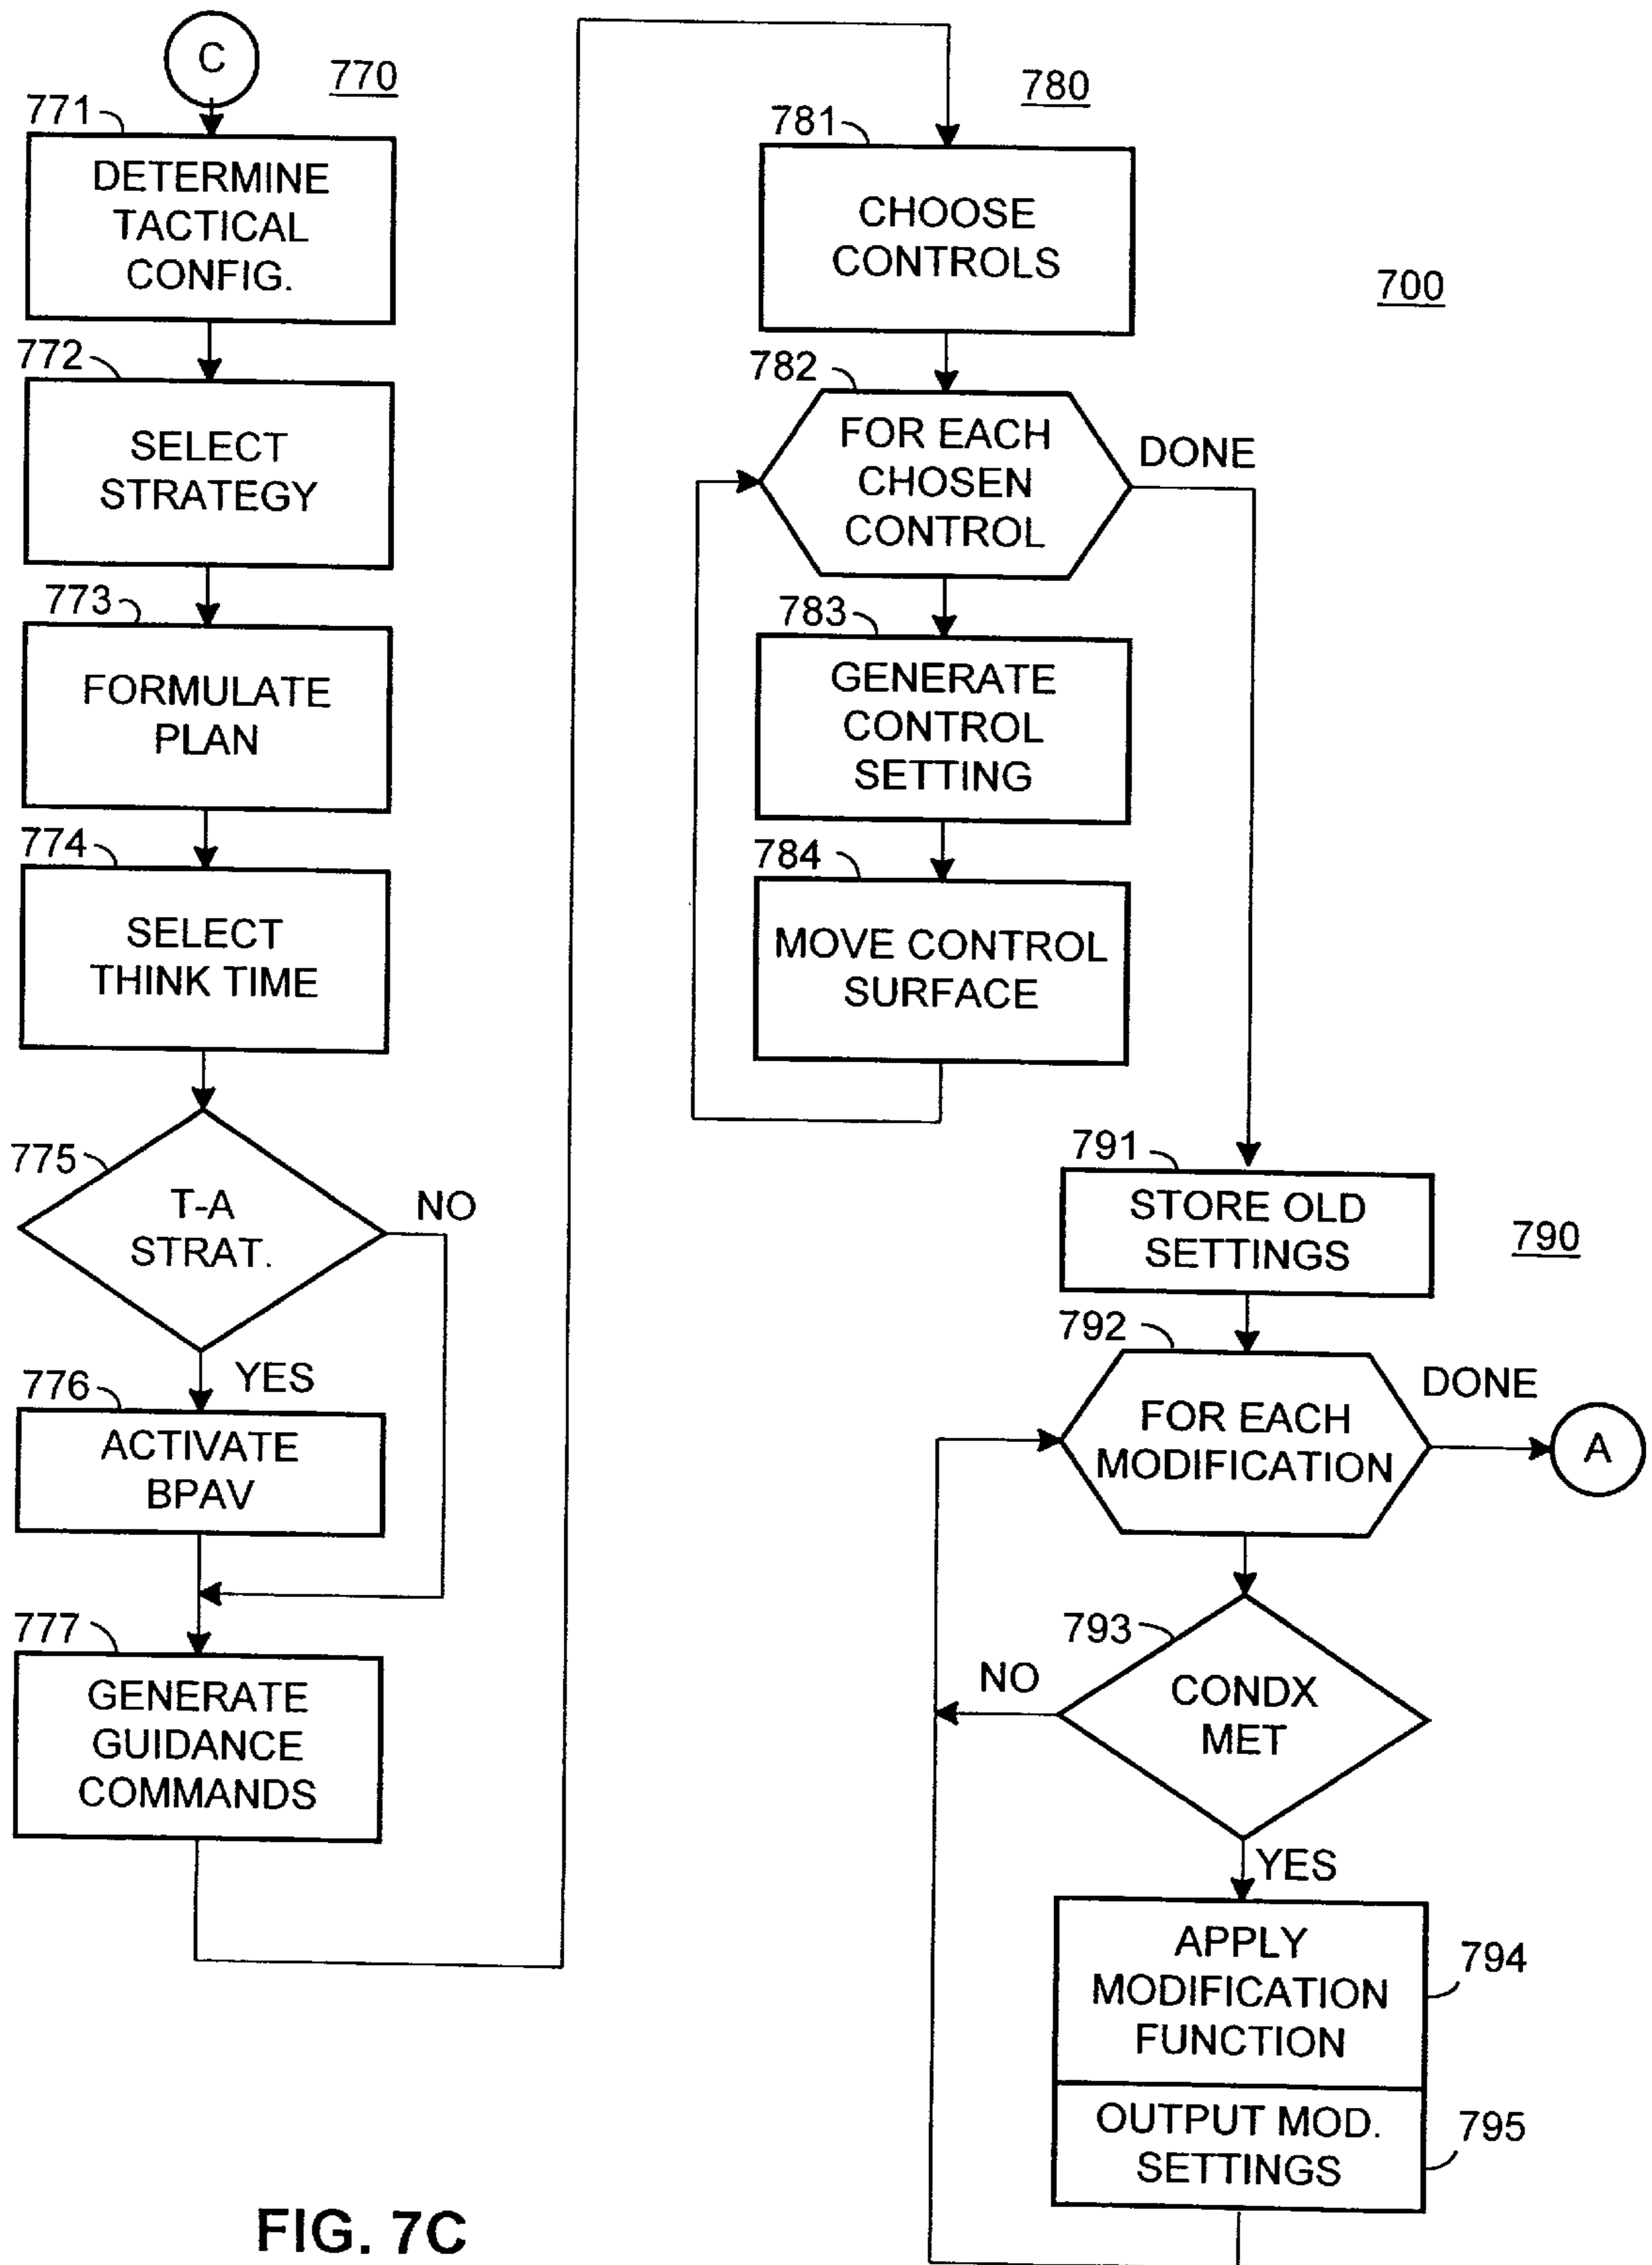 C
770
771
DETERMINE
TACTICAL
CONFIG.
772
SELECT
STRATEGY
773
FORMULATE
PLAN
774
SELECT
THINK TIME
775
T-A
STRAT.
NO
YES
776
ACTIVATE
BPAV
777
GENERATE
GUIDANCE
COMMANDS
780
781
CHOOSE
CONTROLS
700
782
FOR EACH
CHOSEN
CONTROL
DONE
783
GENERATE
CONTROL
SETTING
784
MOVE CONTROL
SURFACE
791
STORE OLD
SETTINGS
790
792
FOR EACH
MODIFICATION
DONE
A
793
CONDX
MET
NO
YES
APPLY
MODIFICATION
FUNCTION
794
OUTPUT MOD.
SETTINGS
795
FIG. 7C